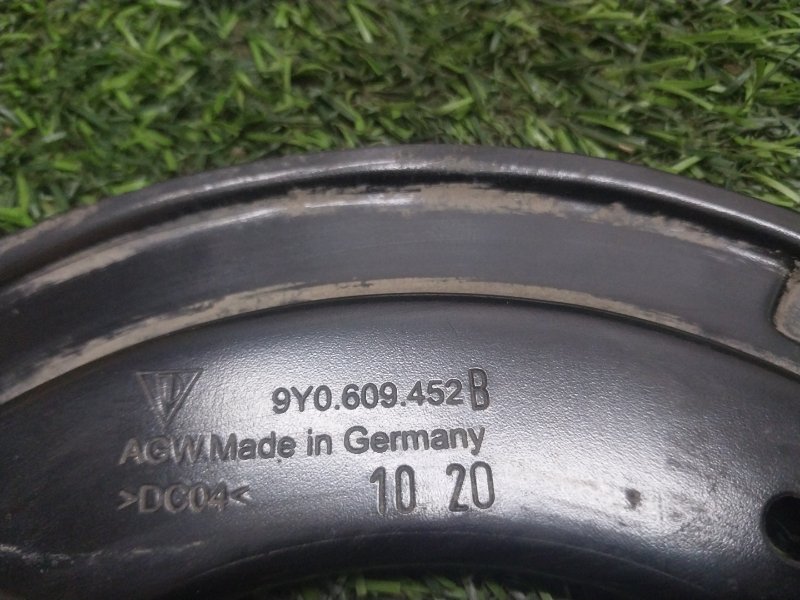 9Y0.609.452 B
AGW.Made in Germany
>DC04<
10 20